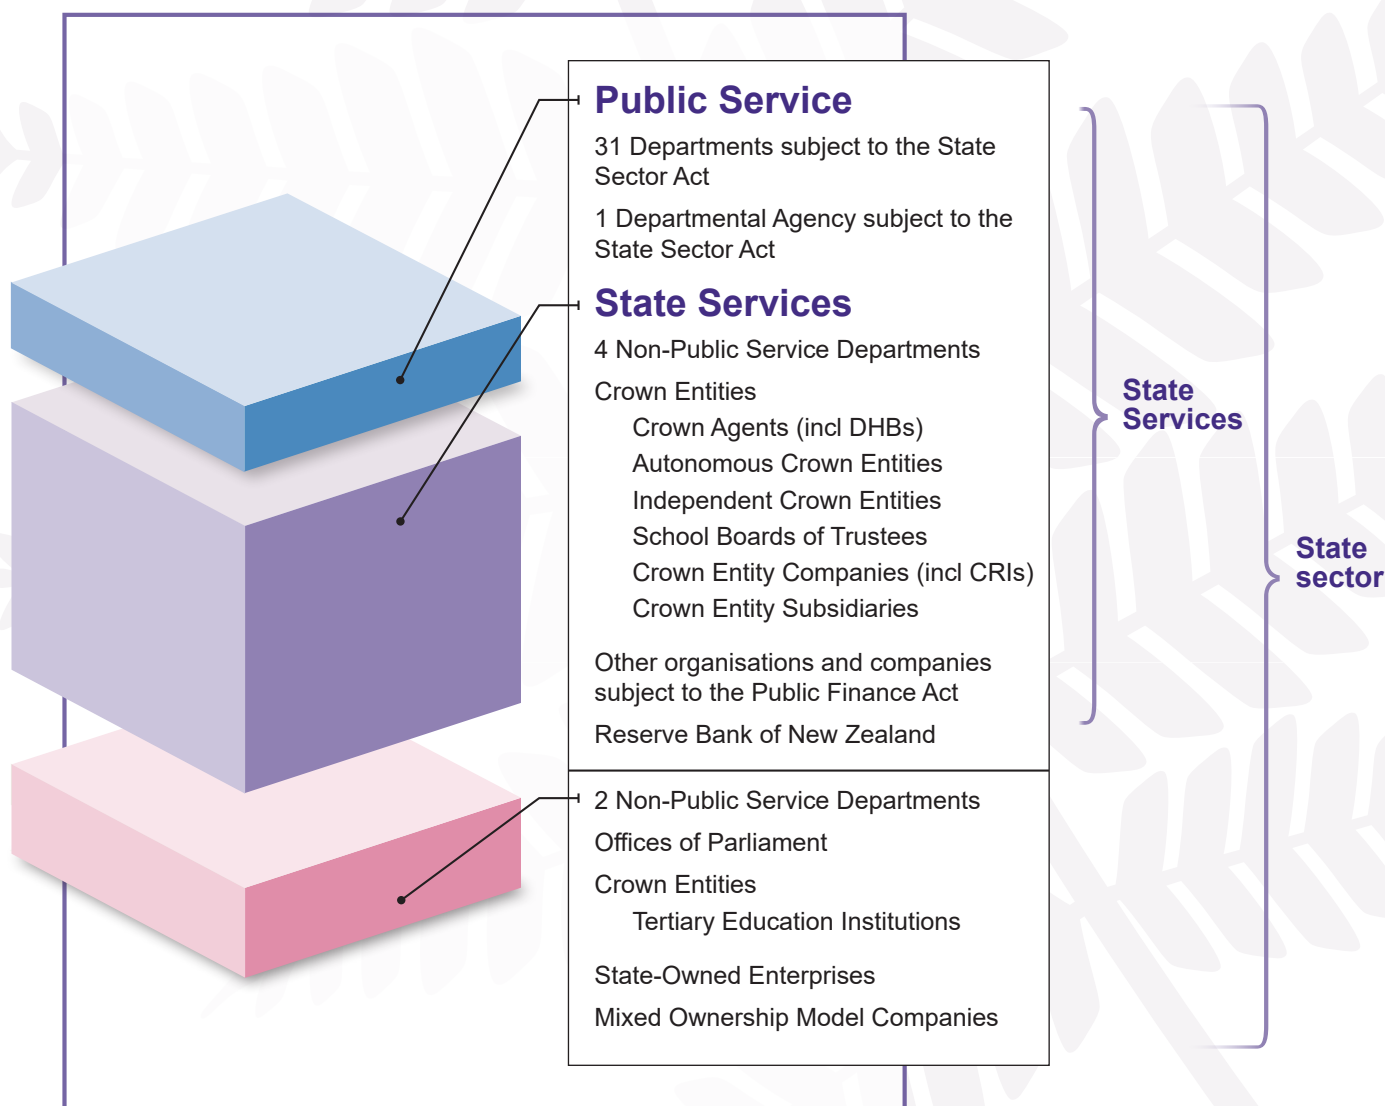 Public Service
31 Departments subject to the State
Sector Act
1 Departmental Agency subject to the
State Sector Act
State Services
4 Non-Public Service Departments
Crown Entities
Crown Agents (incl DHBs)
Autonomous Crown Entities
Independent Crown Entities
School Boards of Trustees
Crown Entity Companies (incl CRIs)
Crown Entity Subsidiaries
Other organisations and companies
subject to the Public Finance Act
Reserve Bank of New Zealand
2 Non-Public Service Departments
Offices of Parliament
Crown Entities
Tertiary Education Institutions
State-Owned Enterprises
Mixed Ownership Model Companies
State
Services
State
sector